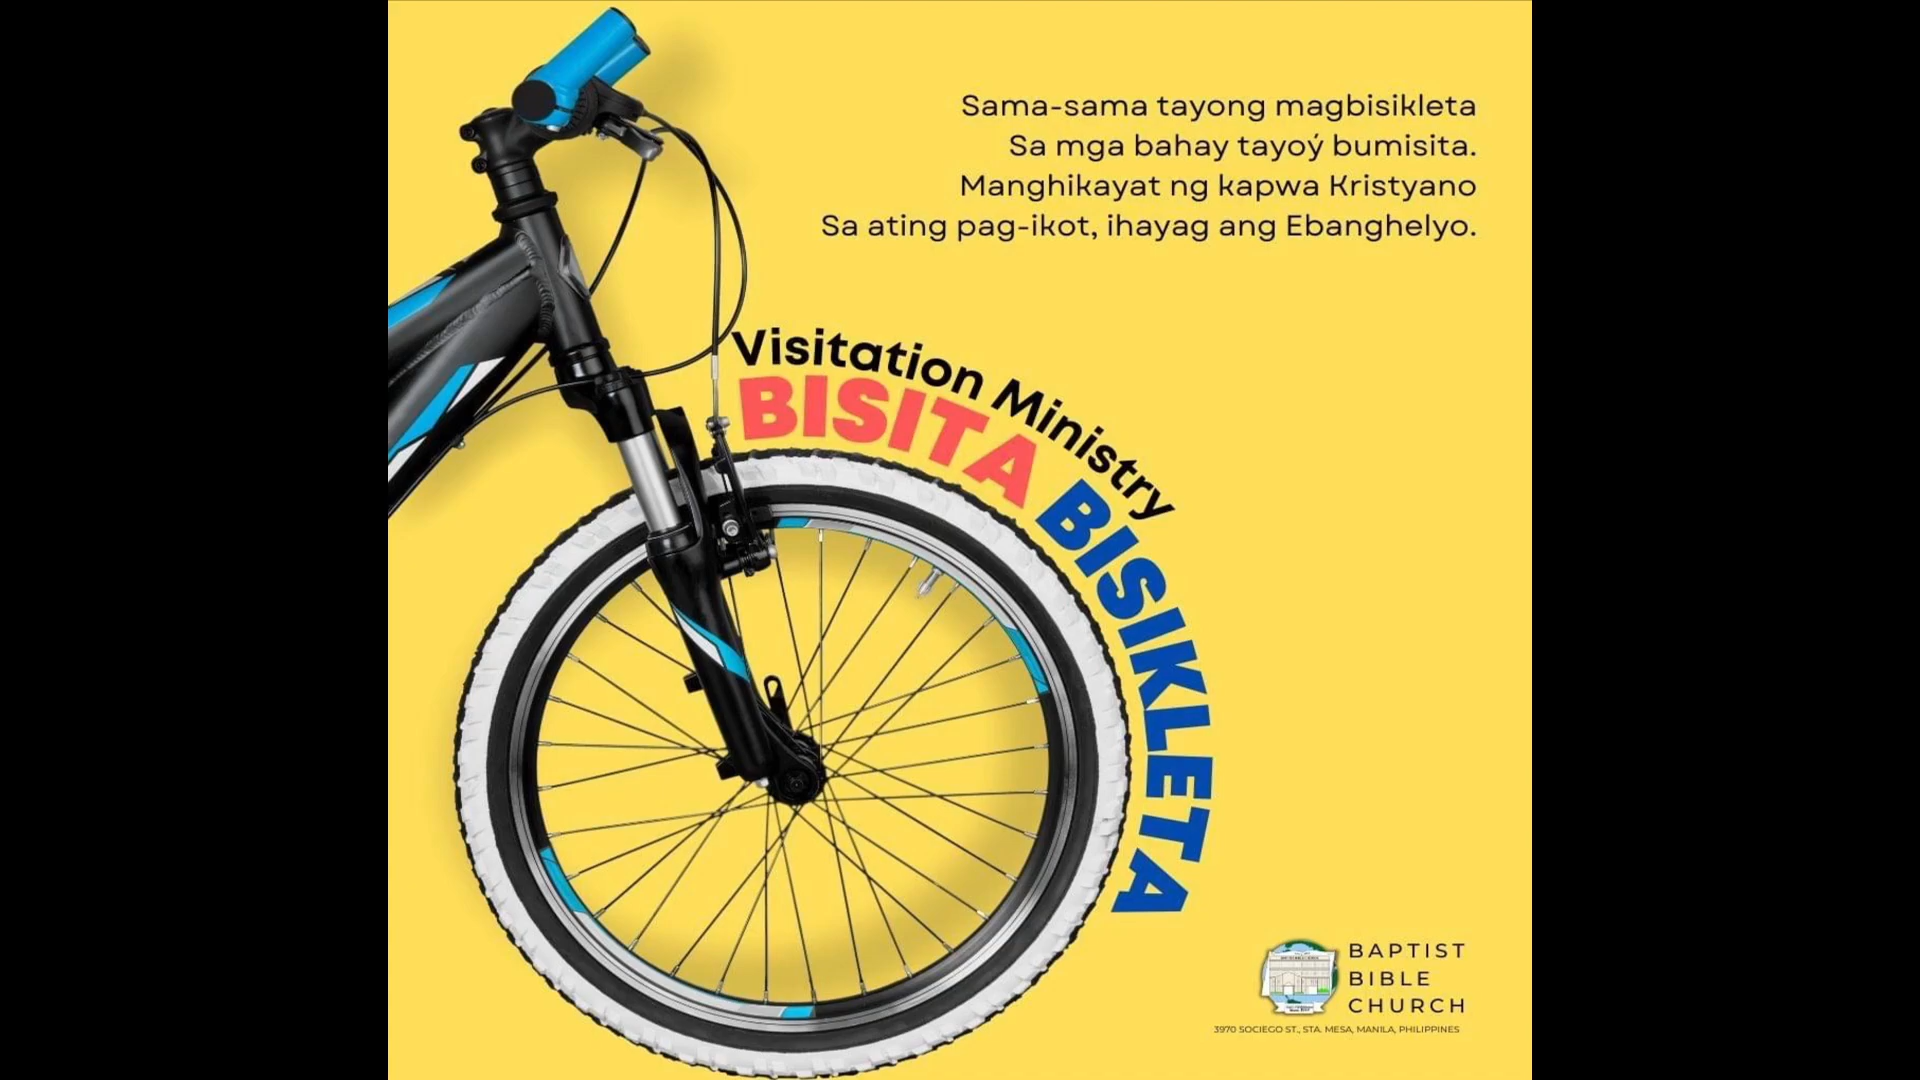 Sama-sama tayong magbisikleta
Sa mga bahay tayoý bumisita.
Manghikayat ng kapwa Kristyano
Sa ating pag-ikot, ihayag ang Ebanghelyo.
Visitation Ministry
BISITA BISIKLETA
BAPTIST
BIBLE
CHURCH
3970 SOCIEGO ST., STA. MESA, MANILA, PHILIPPINES